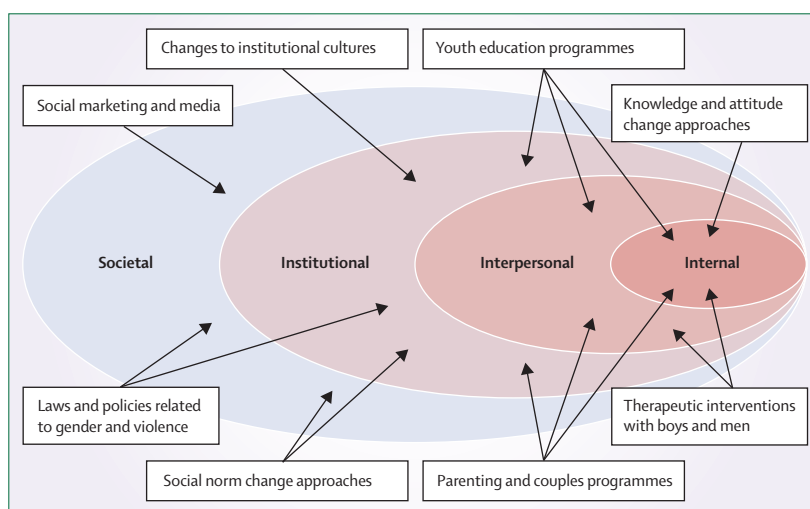 Changes to institutional cultures
Youth education programmes
Social marketing and media
Knowledge and attitude
change approaches
Societal
Institutional
Interpersonal
Internal
Laws and policies related
to gender and violence
Therapeutic interventions
with boys and men
Social norm change approaches
Parenting and couples programmes